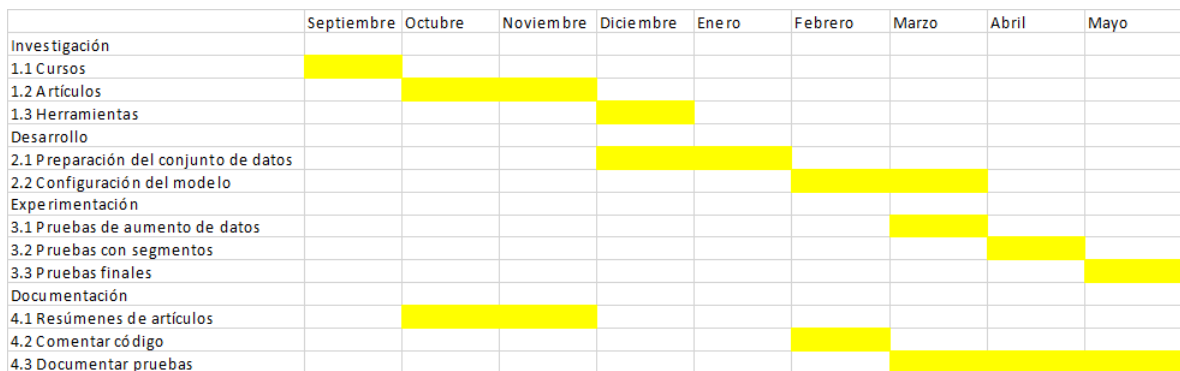 Septiembre Octubre Noviembre Diciembre Enero Febrero Marzo Abril Mayo
Investigación
1.1 Cursos
1.2 Artículos
1.3 Herramientas
Desarrollo
2.1 Preparación del conjunto de datos
2.2 Configuración del modelo
Experimentación
3.1 Pruebas de aumento de datos
3.2 Pruebas con segmentos
3.3 Pruebas finales
Documentación
4.1 Resúmenes de artículos
4.2 Comentar código
4.3 Documentar pruebas